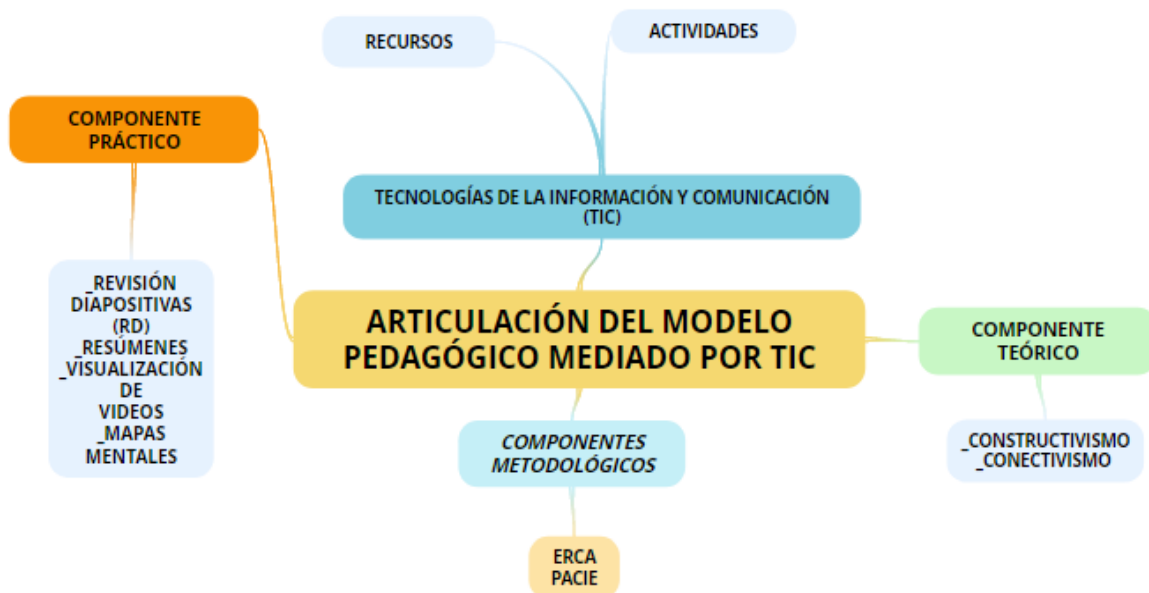 RECURSOS
ACTIVIDADES
COMPONENTE
PRÁCTICO
TECNOLOGÍAS DE LA INFORMACIÓN Y COMUNICACIÓN
(TIC)
_REVISIÓN
DIAPOSITIVAS
(RD)
_RESÚMENES
_VISUALIZACIÓN
DE
VIDEOS
_MAPAS
MENTALES
ARTICULACIÓN DEL MODELO
PEDAGÓGICO MEDIADO POR TIC
COMPONENTE
TEÓRICO
_CONSTRUCTIVISMO
_CONECTIVISMO
COMPONENTES
METODOLÓGICOS
ERCA
PACIE